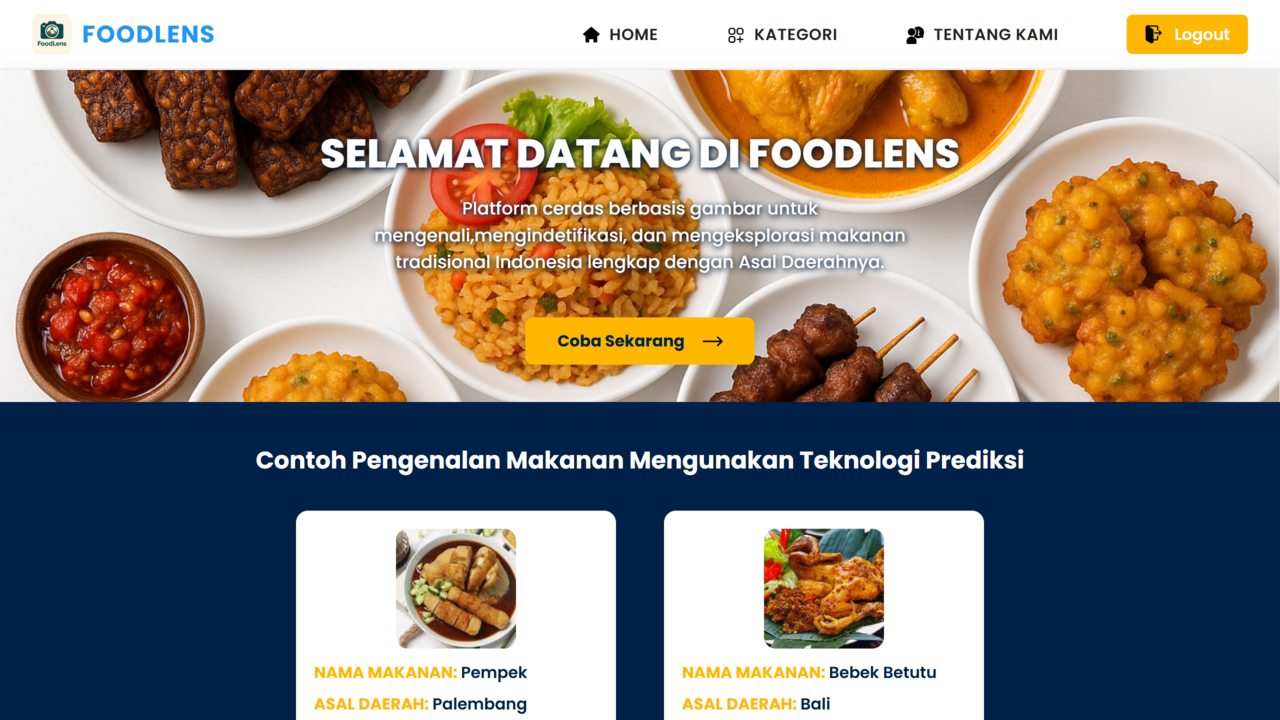 FoodLens
FOODLENS
HOME
KATEGORI
TENTANG KAMI
Logout
SELAMAT DATANG DI FOODLENS
Platform cerdas berbasis gambar untuk
mengenali,mengindetifikasi, dan mengeksplorasi makanan
tradisional Indonesia lengkap dengan Asal Daerahnya.
Coba Sekarang
Contoh Pengenalan Makanan Mengunakan Teknologi Prediksi
NAMA MAKANAN: Pempek
ASAL DAERAH: Palembang
NAMA MAKANAN: Bebek Betutu
ASAL DAERAH: Bali